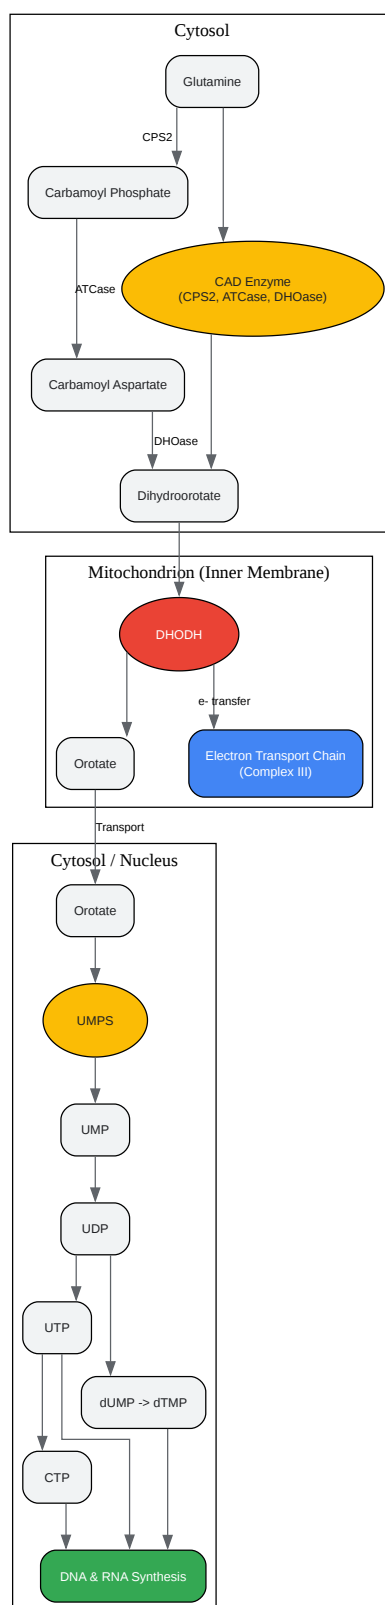 Cytosol
Glutamine
CPS2
Carbamoyl Phosphate
CAD Enzyme
(CPS2, ATCase, DHOase)
ATCase
Carbamoyl Aspartate
DHOase
Dihydroorotate
Mitochondrion (Inner Membrane)
DHODH
e- transfer
Orotate
Electron Transport Chain
(Complex III)
Transport
Cytosol / Nucleus
Orotate
UMPS
UMP
UDP
UTP
dUMP -> dTMP
CTP
DNA & RNA Synthesis